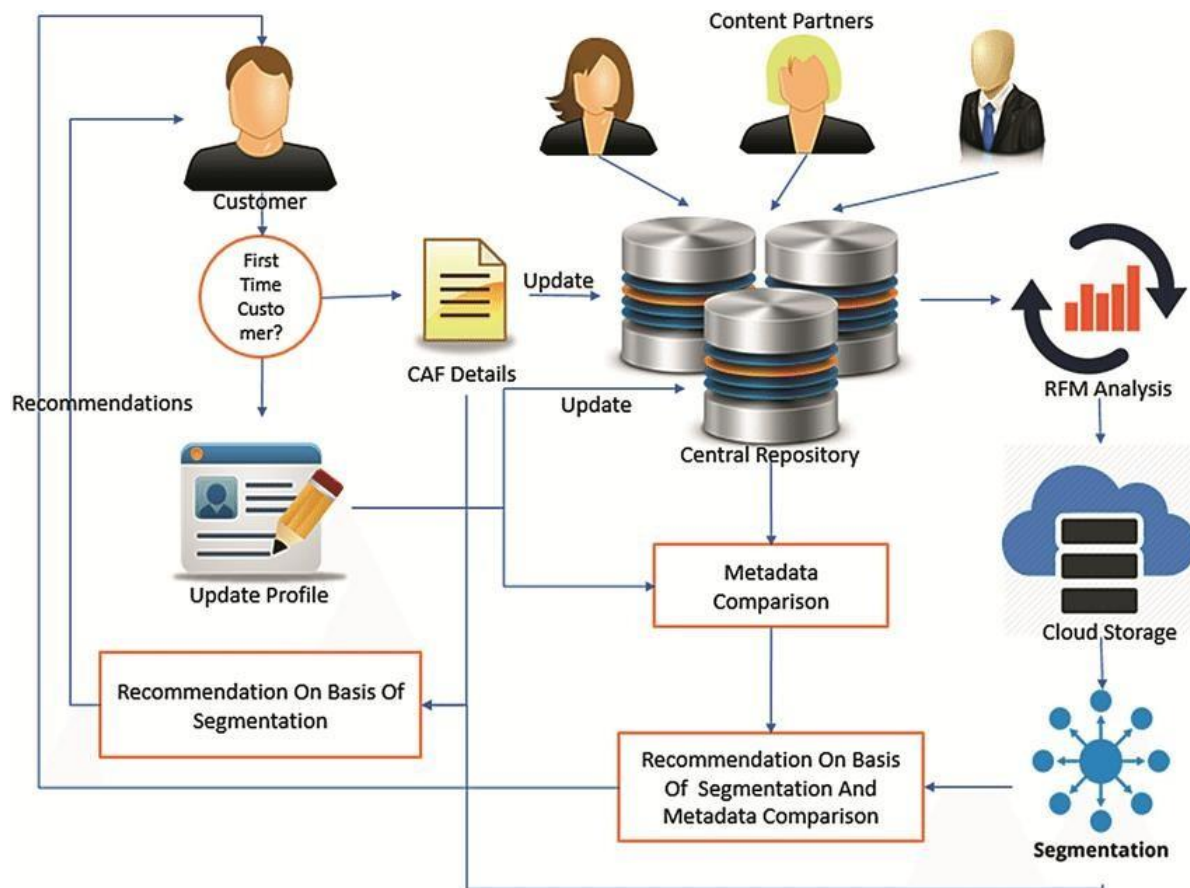 Content Partners
Customer
First
Time
Custo
mer?
Update
CAF Details
Update
Recommendations
RFM Analysis
Central Repository
Update Profile
Metadata
Comparison
Cloud Storage
Recommendation On Basis Of
Segmentation
Recommendation On Basis
Of Segmentation And
Metadata Comparison
Segmentation